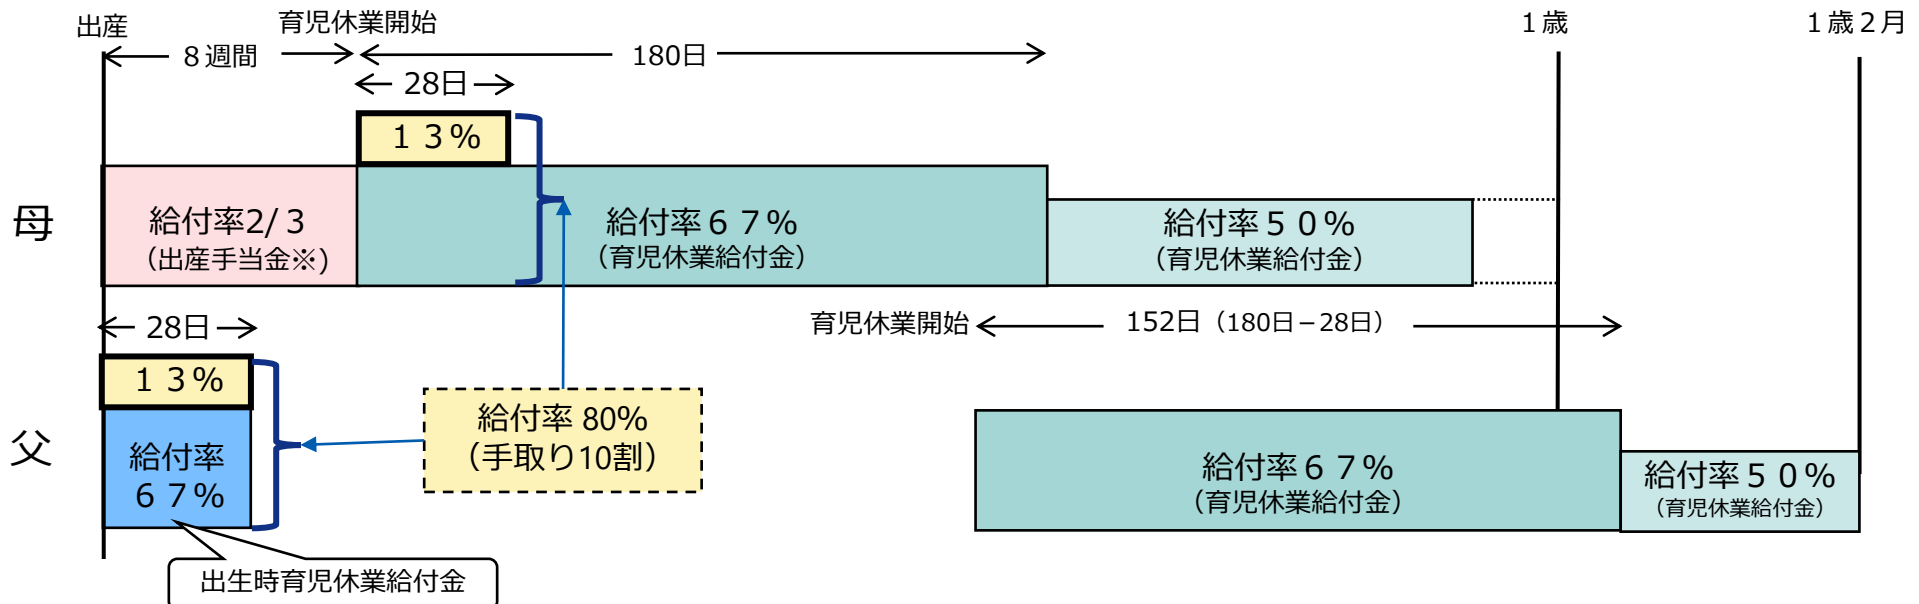 出産
育児休業開始
１歳
１歳２月
８週間
180日
28日
１３%
母
給付率2/３
（出産手当金※）
給付率６７%
（育児休業給付金）
給付率５０%
（育児休業給付金）
28日
育児休業開始
152日（180日－28日）
１３%
父
給付率
６７%
給付率 80%
（手取り10割）
給付率６７%
（育児休業給付金）
給付率５０%
（育児休業給付金）
出生時育児休業給付金